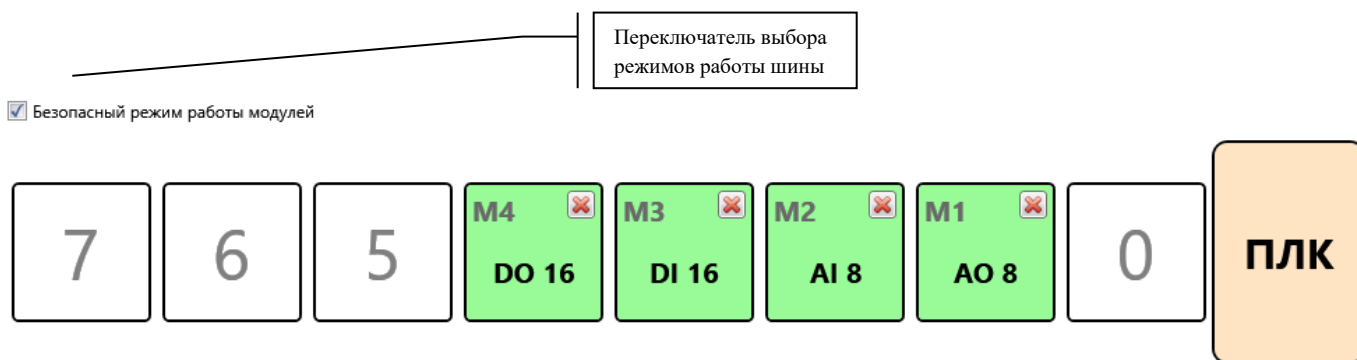 Переключатель выбора
режимов работы шины
Безопасный режим работы модулей
7 6 5 M4 M3 M2 M1 0 ПЛК
DO 16 DI 16 AI 8 AO 8